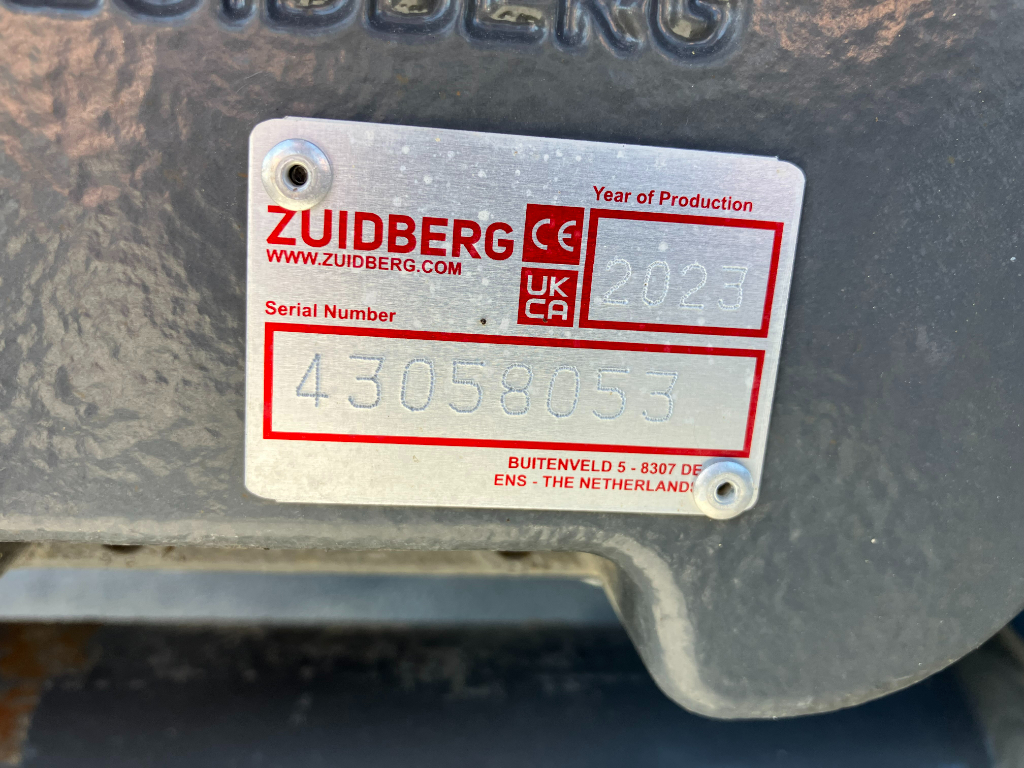 ZUIDBERG
Year of Production
ZUIDBERG
CE
WWW.ZUIDBERG.COM
2023
UK
CA
Serial Number
43058053
BUITENVELD 5 - 8307 DE
ENS - THE NETHERLANDS